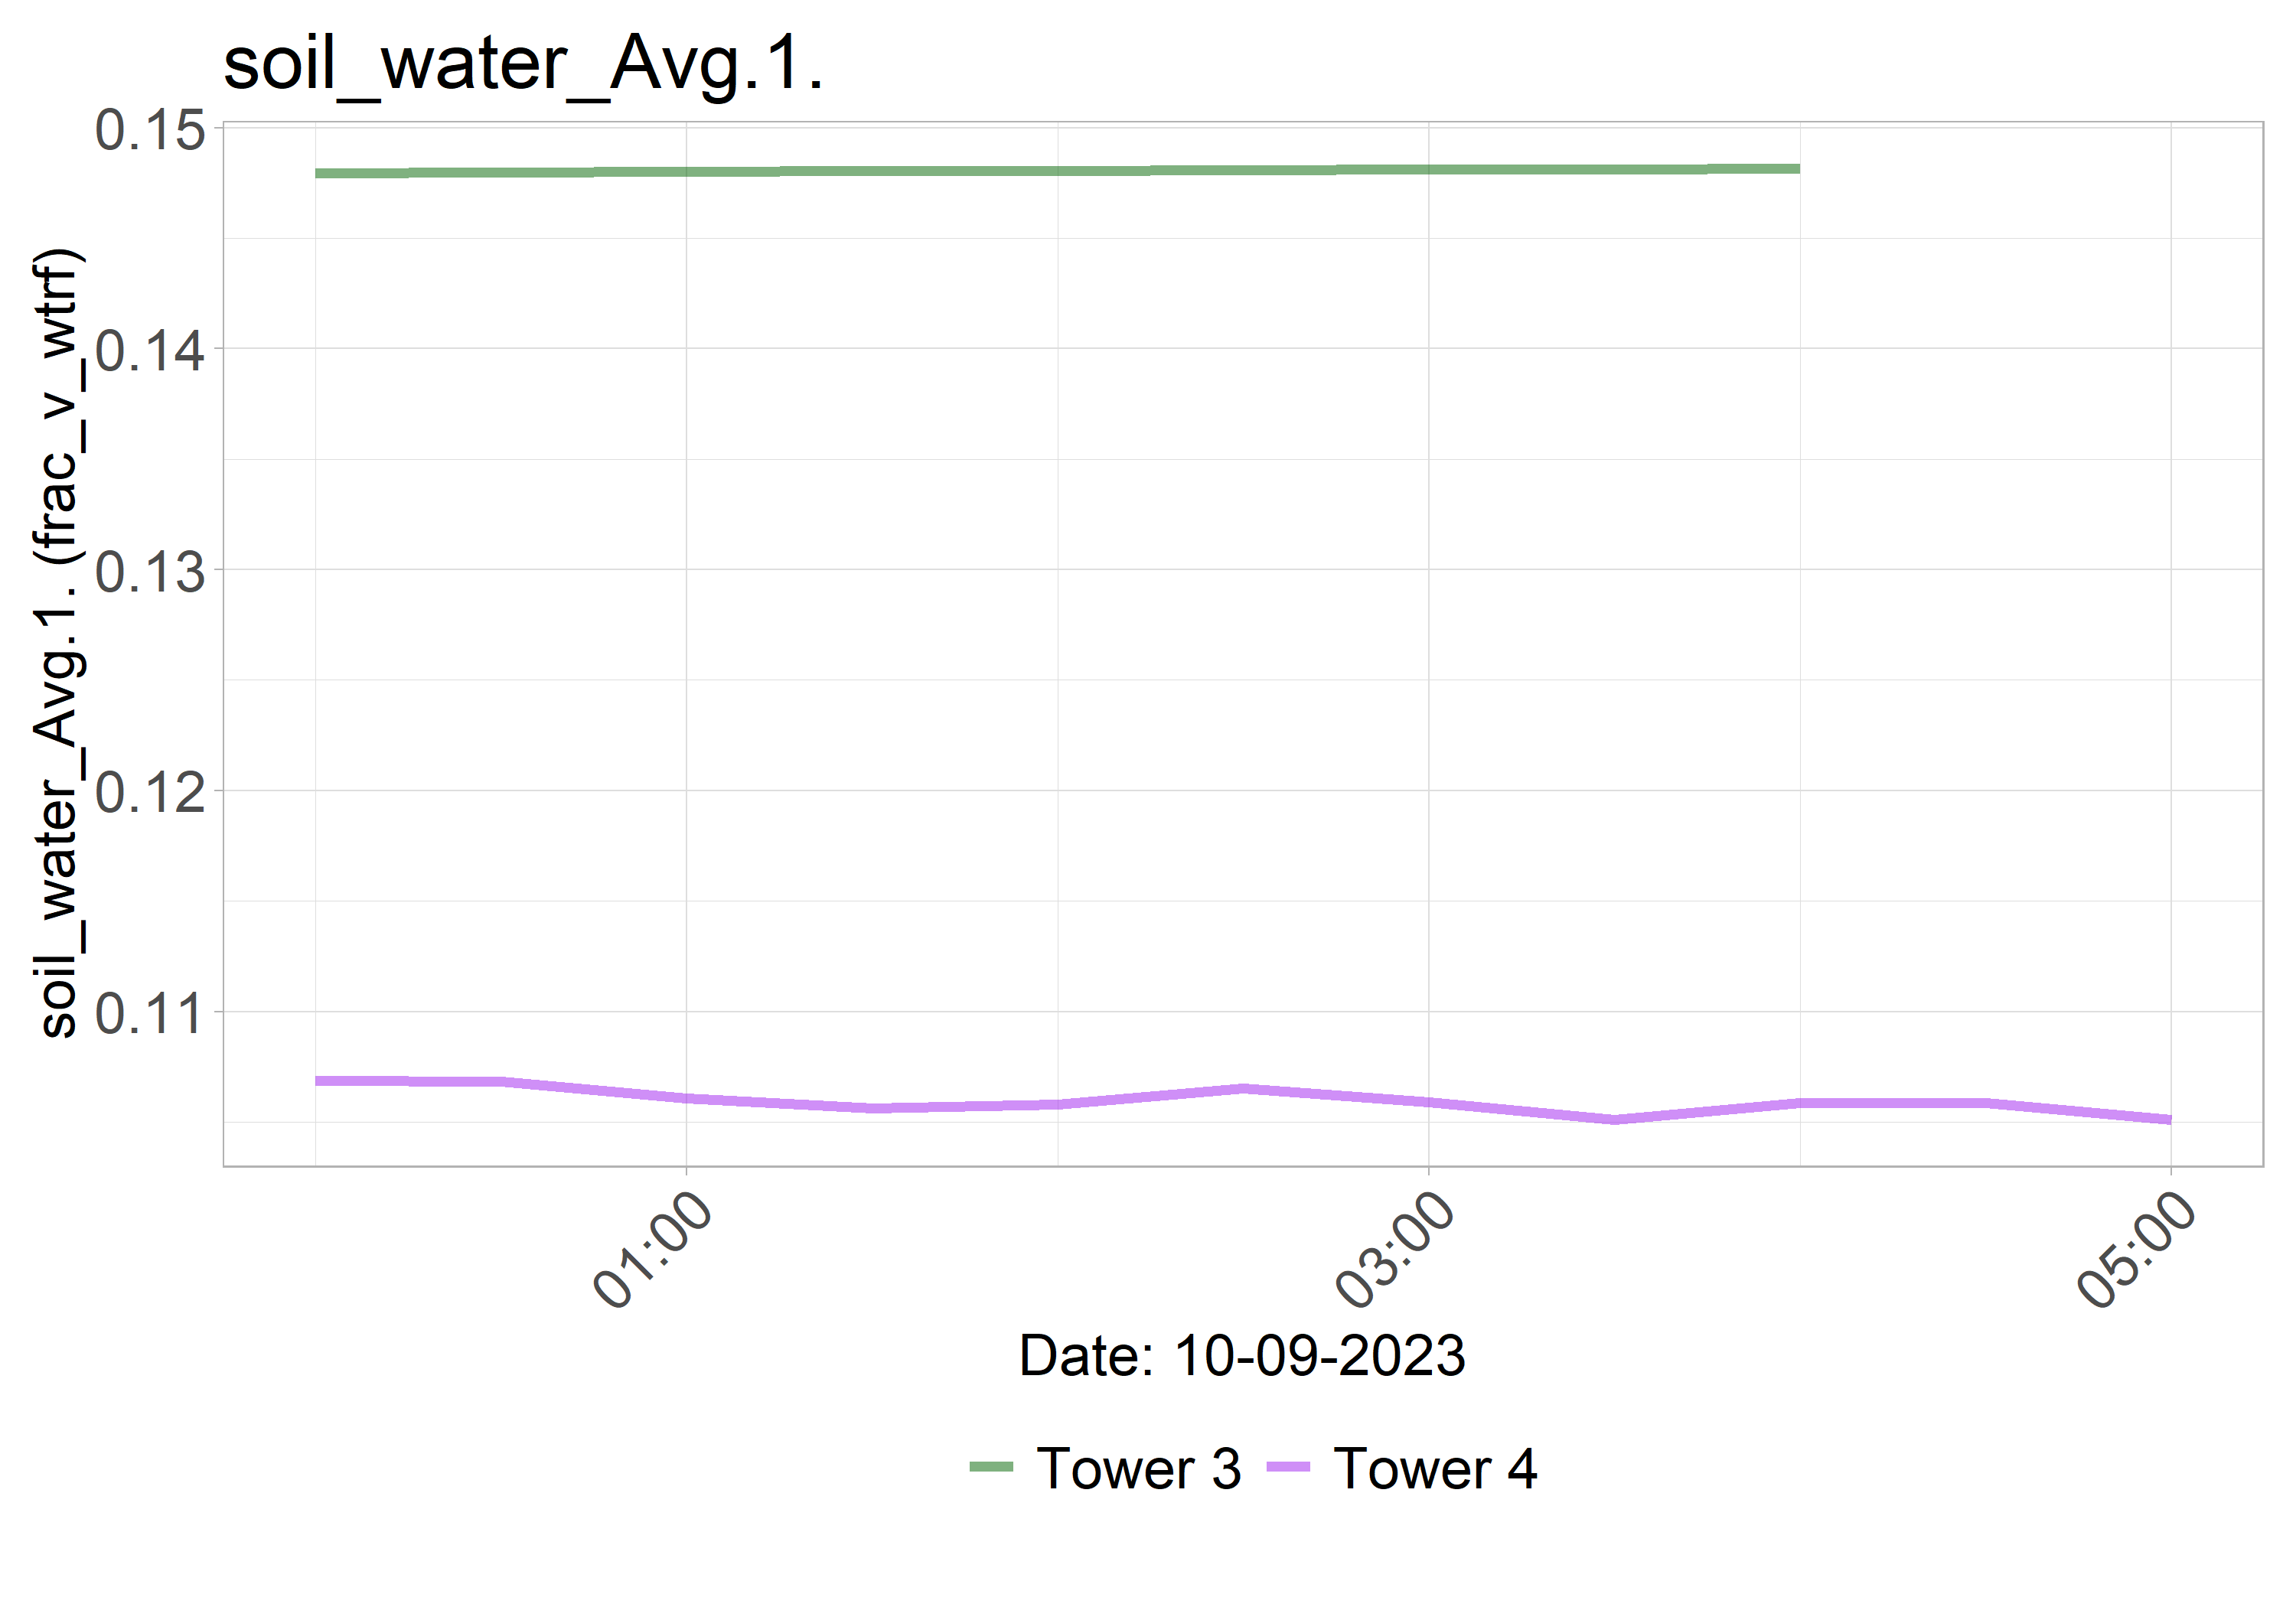 soil_water_Avg.1.
soil_water_Avg.1. (frac_v_wtrf)
0.15
0.14
0.13
0.12
0.11
01:00
03:00
05:00
Date: 10-09-2023
Tower 3
Tower 4